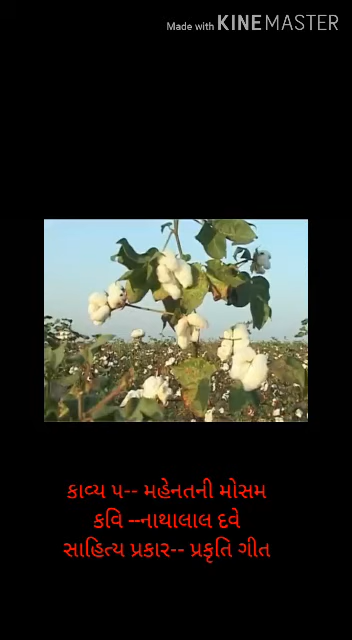 Made with KINEMASTER
કાવ્ય ૫-- મહેનતની મોસમ
કવિ --નાથાલાલ દવે
સાહિત્ય પ્રકાર-- પ્રકૃતિ ગીત